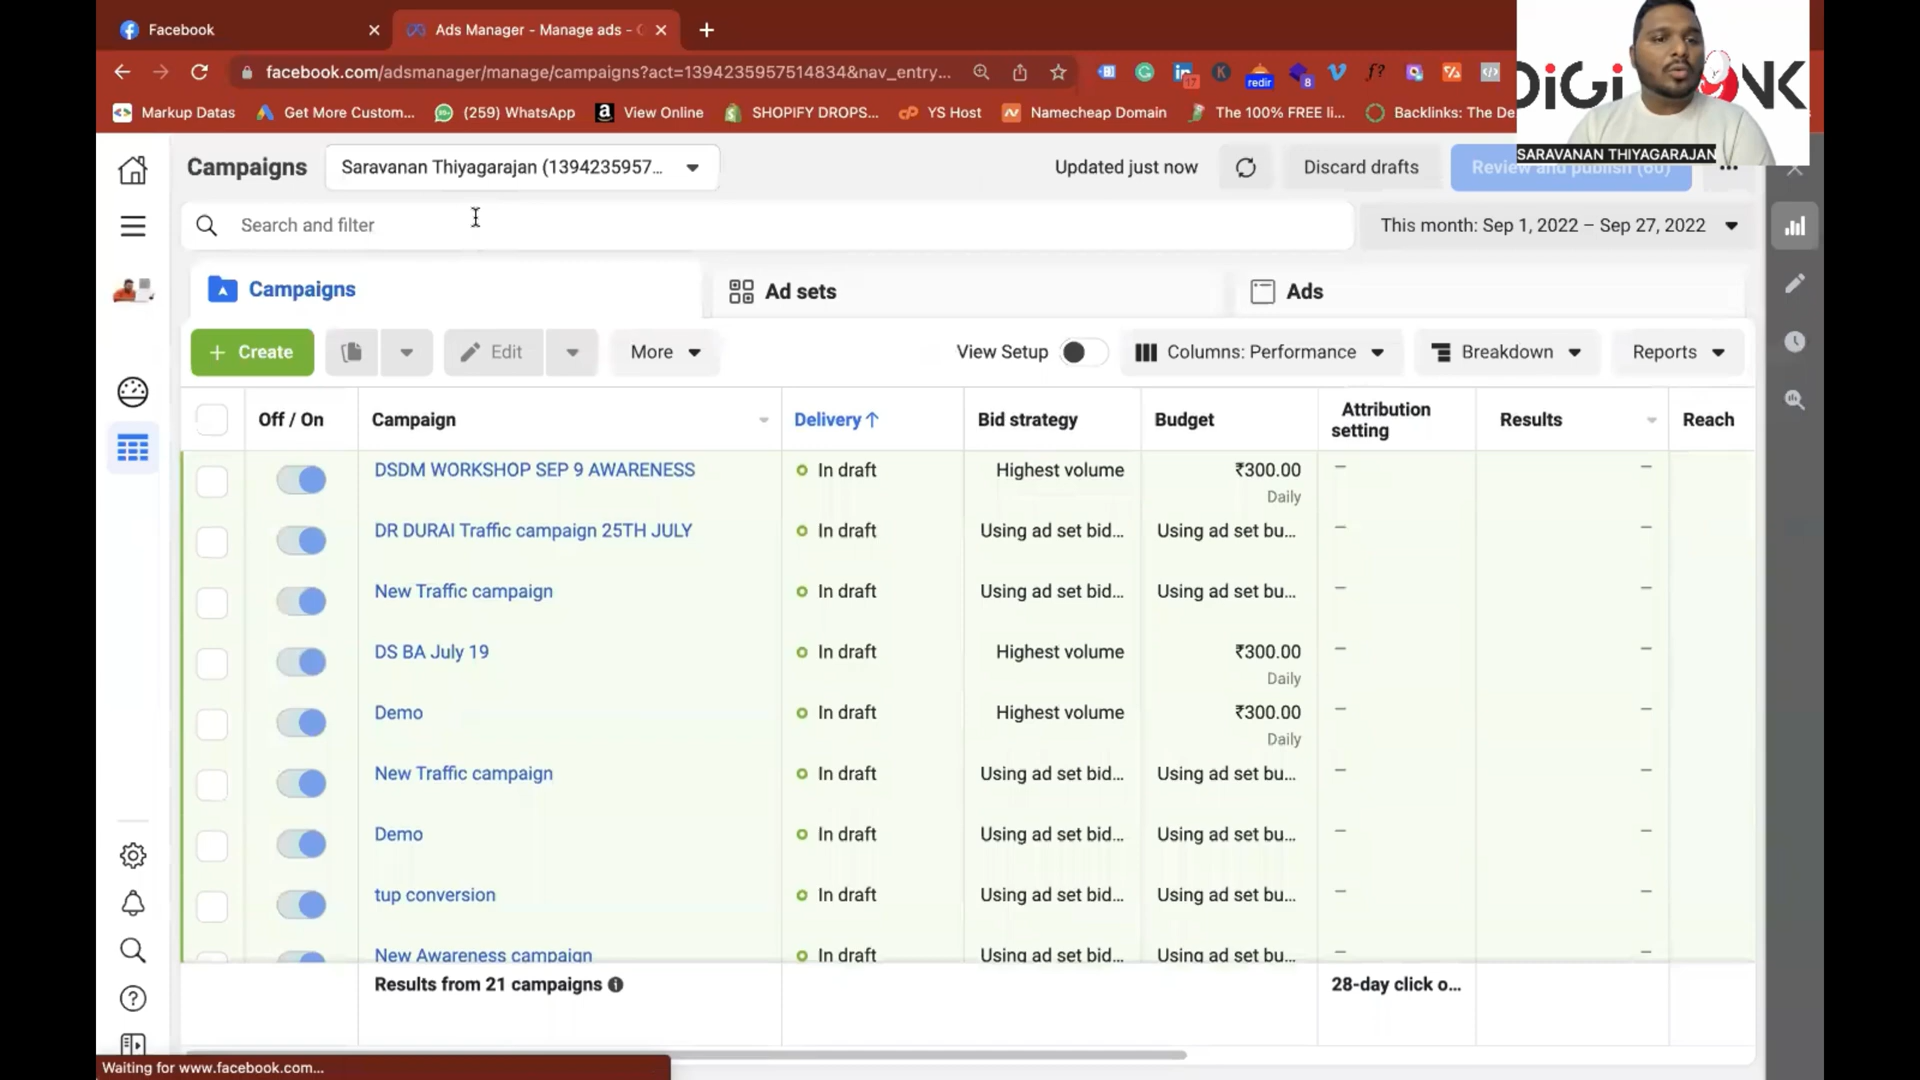 Facebook
Ads Manager - Manage ads - C
facebook.com/adsmanager/manage/campaigns?act=1394235957514834&nav_entry...
17
redir
8
f?
Markup Datas
Get More Custom...
(259) WhatsApp
View Online
SHOPIFY DROPS...
YS Host
Namecheap Domain
The 100% FREE li...
Backlinks: The De
SARAVANAN THIYAGARAJAN
Campaigns
Saravanan Thiyagarajan (1394235957...
Updated just now
Discard drafts
Review and publish (60)
Search and filter
This month: Sep 1, 2022 – Sep 27, 2022
Campaigns
Ad sets
Ads
+ Create
Edit
More
View Setup
Columns: Performance
Breakdown
Reports
Off / On
Campaign
Delivery ↑
Bid strategy
Budget
Attribution setting
Results
Reach
DSDM WORKSHOP SEP 9 AWARENESS
In draft
Highest volume
₹300.00
Daily
–
–
DR DURAI Traffic campaign 25TH JULY
In draft
Using ad set bid...
Using ad set bu...
–
–
New Traffic campaign
In draft
Using ad set bid...
Using ad set bu...
–
–
DS BA July 19
In draft
Highest volume
₹300.00
Daily
–
–
Demo
In draft
Highest volume
₹300.00
Daily
–
–
New Traffic campaign
In draft
Using ad set bid...
Using ad set bu...
–
–
Demo
In draft
Using ad set bid...
Using ad set bu...
–
–
tup conversion
In draft
Using ad set bid...
Using ad set bu...
–
–
New Awareness campaign
In draft
Using ad set bid...
Using ad set bu...
–
–
Results from 21 campaigns
28-day click o...
Waiting for www.facebook.com...